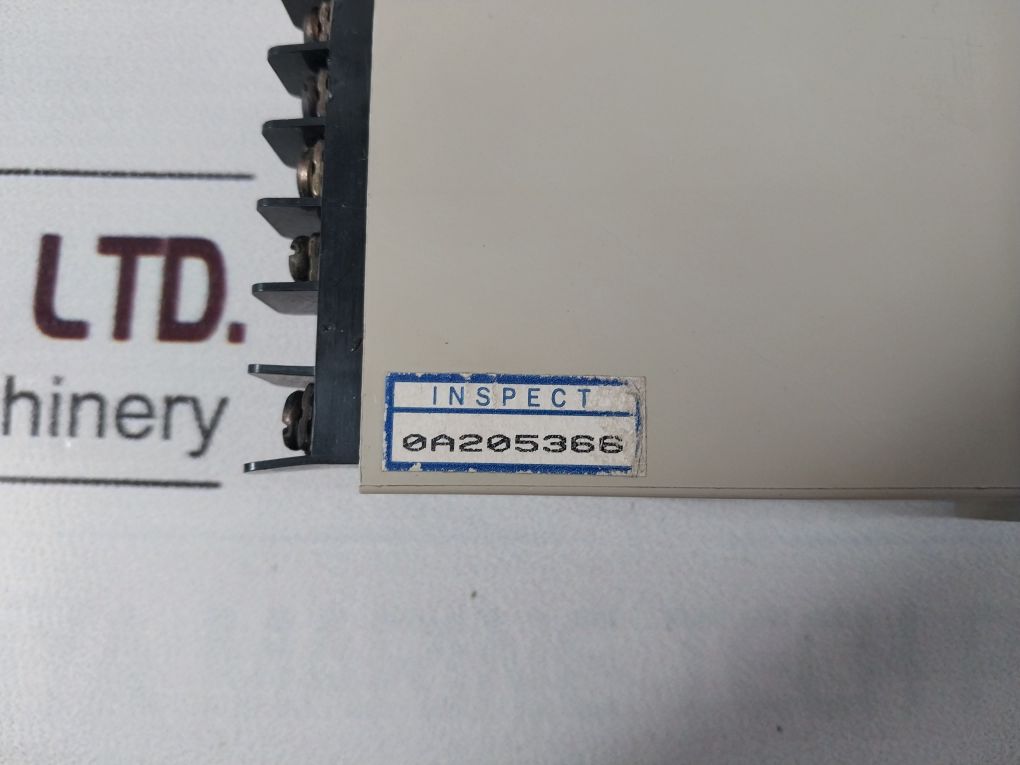 LTD.
hinery
INSPECT
0A205366